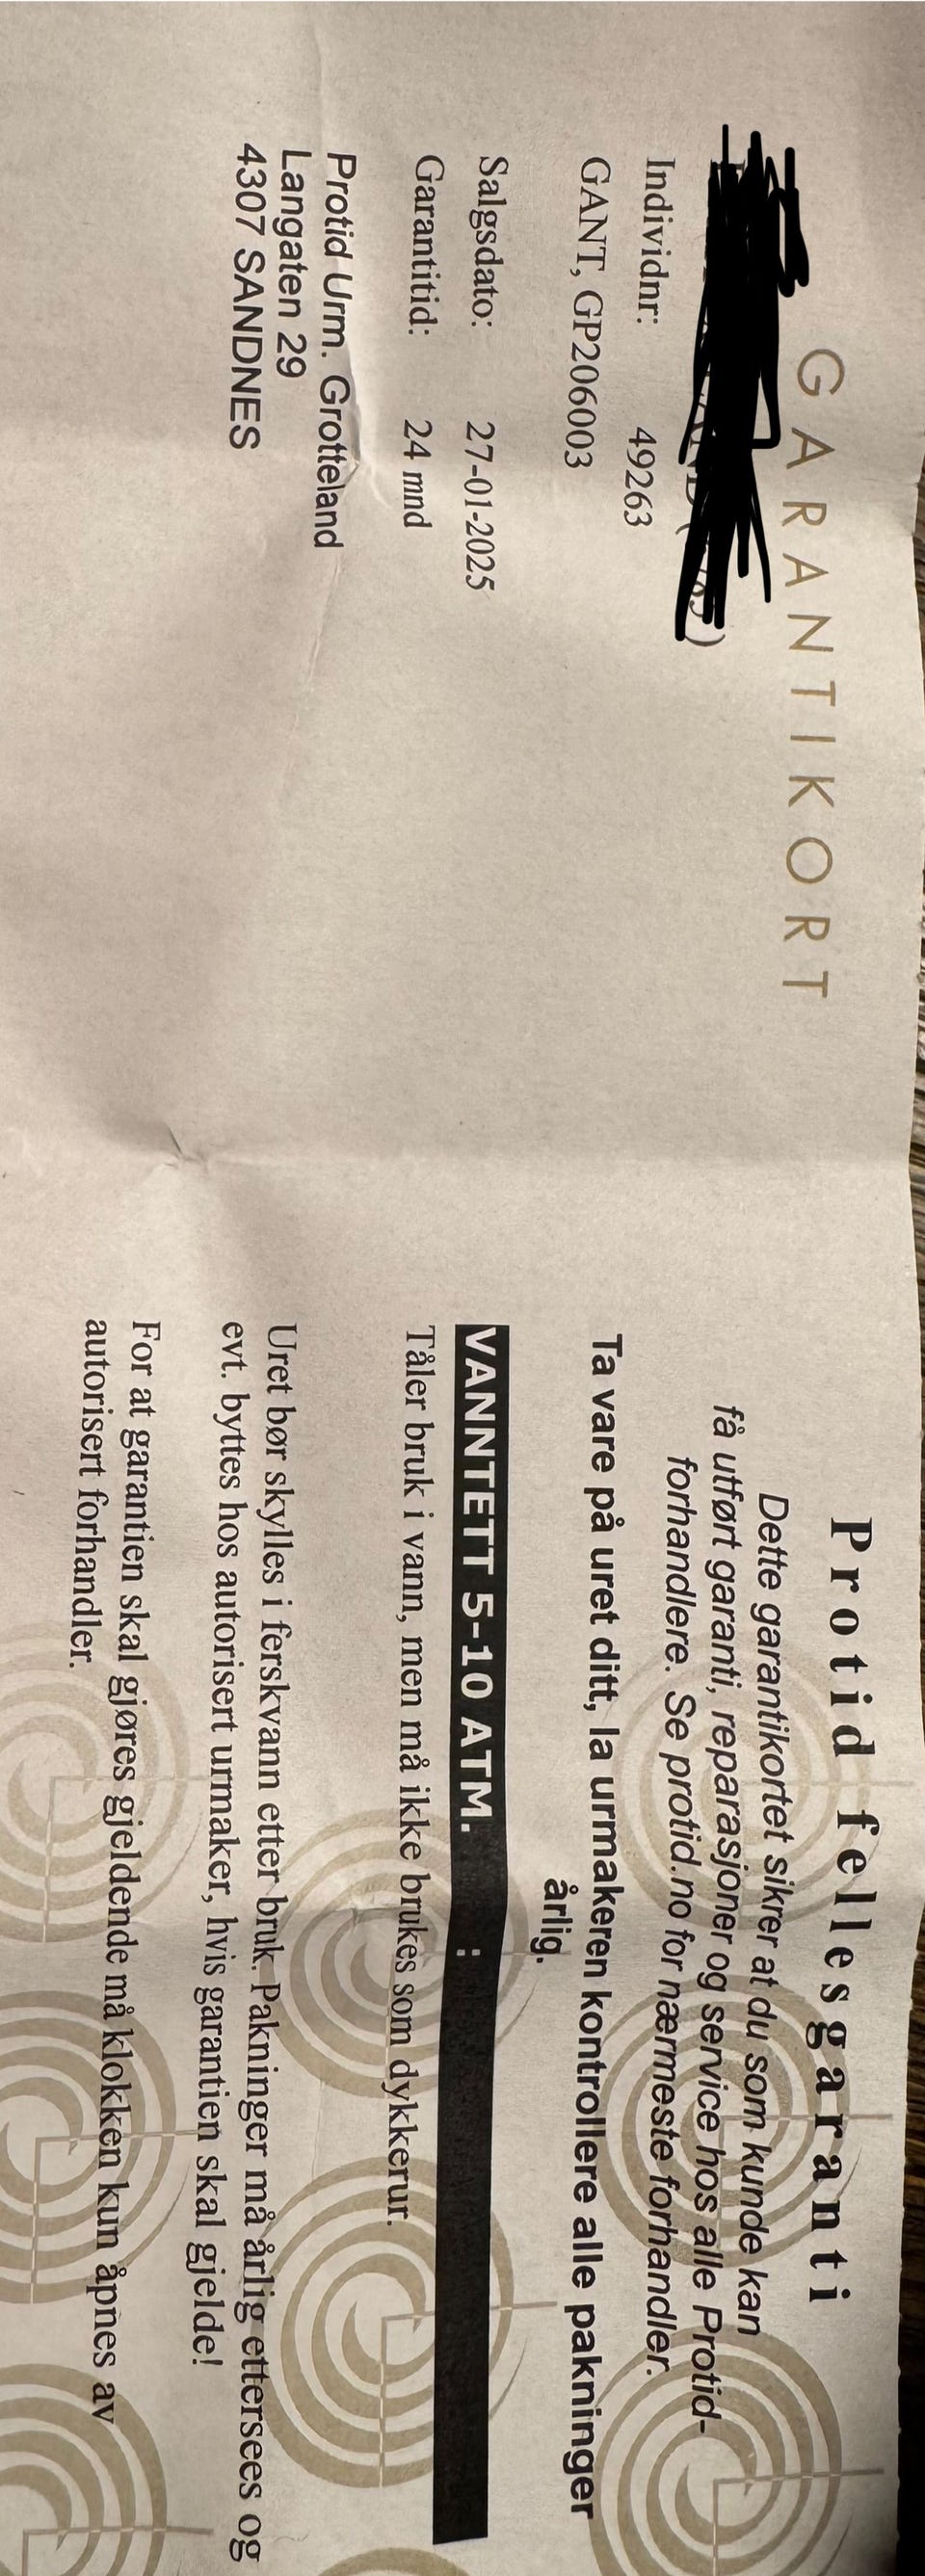 GARANTIKORT
Individnr: 49263
GANT, GP206003
Salgsdato: 27-01-2025
Garantitid: 24 mnd
Protid Urm. Grotteland
Langaten 29
4307 SANDNES
Protid fellesgaranti
Dette garantikortet sikrer at du som kunde kan
få utført garanti, reparasjoner og service hos alle Protid-
forhandlere. Se protid.no for nærmeste forhandler.
Ta vare på uret ditt, la urmakeren kontrollere alle pakninger
årlig.
VANNTETT 5-10 ATM. :
Tåler bruk i vann, men må ikke brukes som dykkerur.
Uret bør skylles i ferskvann etter bruk. Pakninger må årlig ettersees og
evt. byttes hos autorisert urmaker, hvis garantien skal gjelde!
For at garantien skal gjøres gjeldende må klokken kun åpnes av
autorisert forhandler.